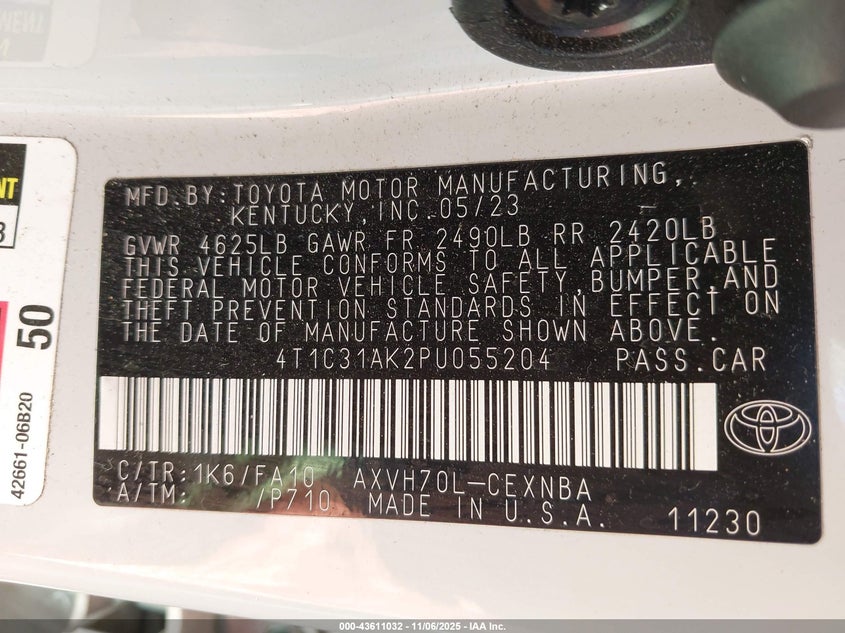 MFD.BY:TOYOTA MOTOR MANUFACTURING,
KENTUCKY,INC.05/23
GVWR 4625LB GAWR FR 2490LB RR 2420LB
THIS VEHICLE CONFORMS TO ALL APPLICABLE
FEDERAL MOTOR VEHICLE SAFETY,BUMPER,AND
THEFT PREVENTION STANDARDS IN EFFECT ON
THE DATE OF MANUFACTURE SHOWN ABOVE.
4T1C31AK2PU055204 PASS.CAR
C/TR:1K6/FA10 AXVH70L-CEXNBA
A/TM: /P710 MADE IN U.S.A. 11230
50
42661-06B20
000-43611032 - 11/06/2025 - IAA Inc.